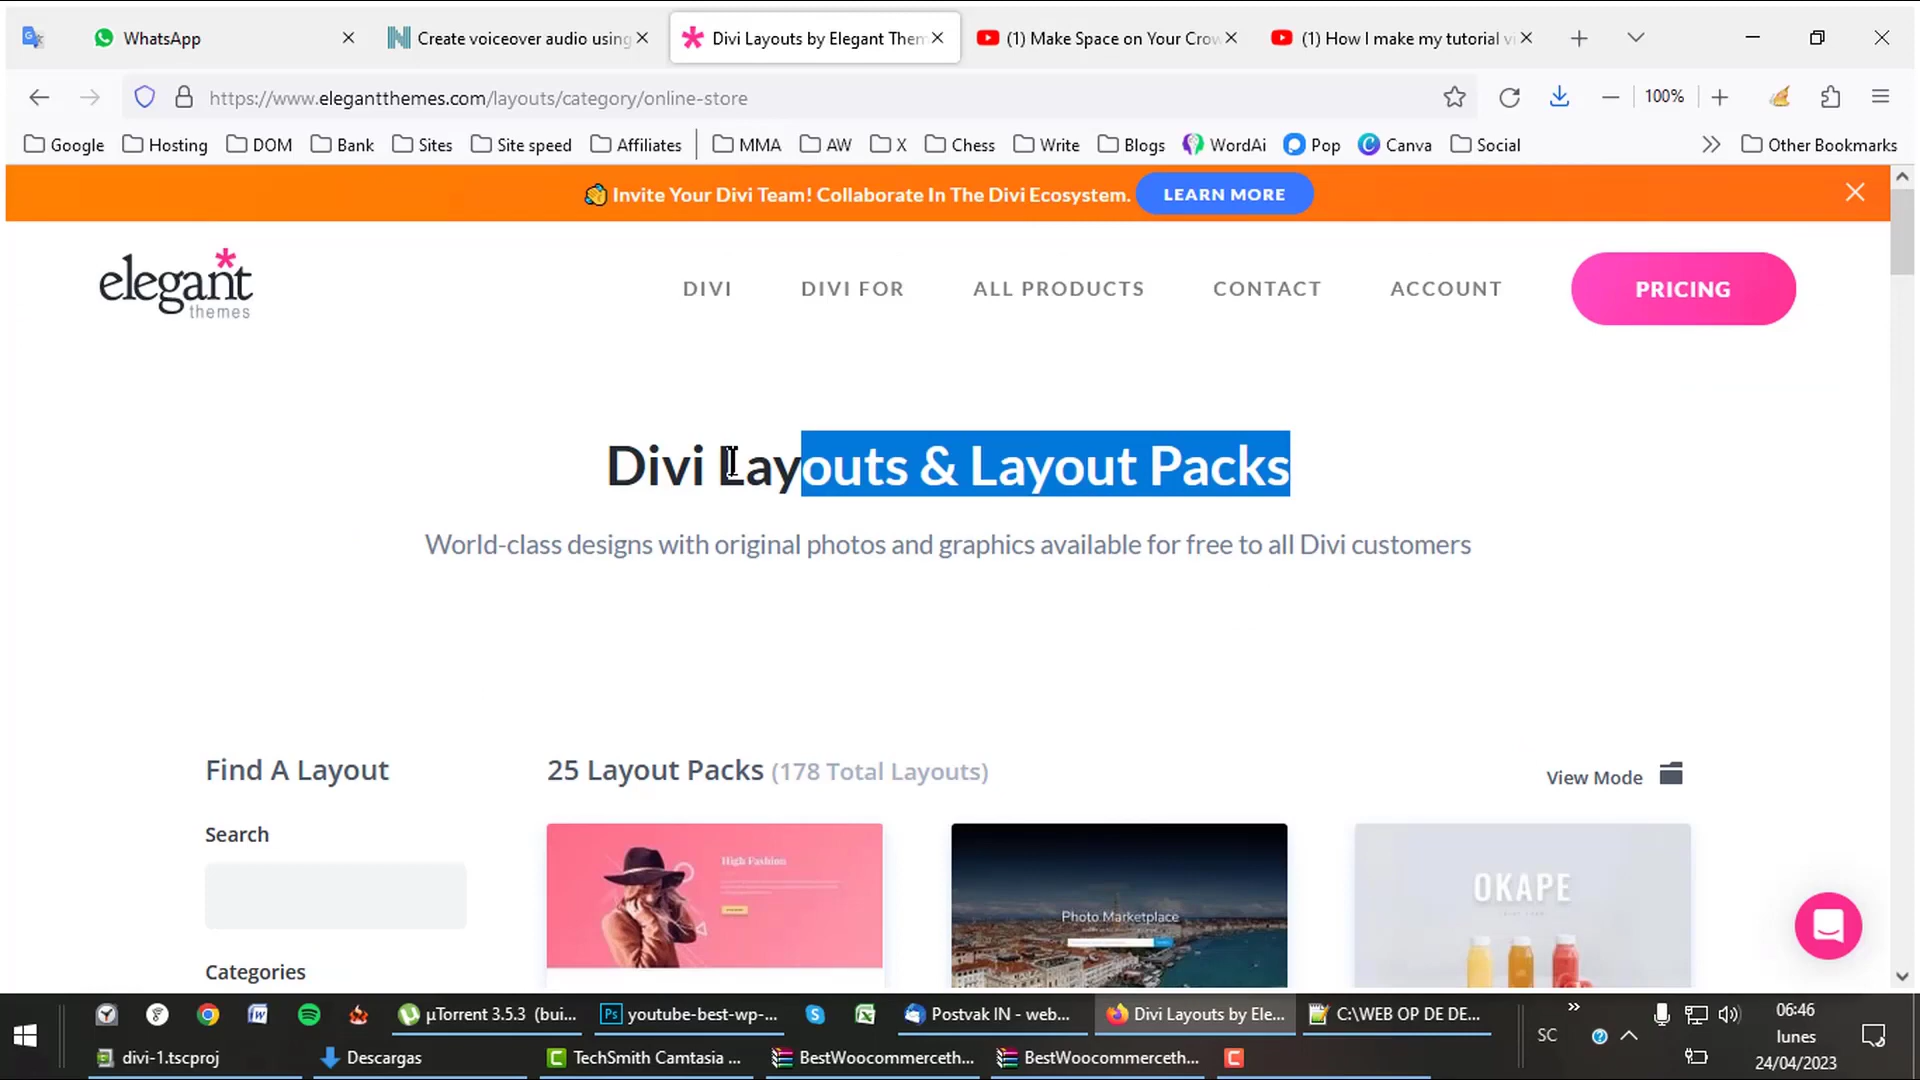 WhatsApp
Create voiceover audio using
Divi Layouts by Elegant Them
(1) Make Space on Your Crow
(1) How I make my tutorial v
https://www.elegantthemes.com/layouts/category/online-store
100%
Google
Hosting
DOM
Bank
Sites
Site speed
Affiliates
MMA
AW
X
Chess
Write
Blogs
WordAi
Pop
Canva
Social
Other Bookmarks
Invite Your Divi Team! Collaborate In The Divi Ecosystem.
LEARN MORE
elegant
themes
DIVI
DIVI FOR
ALL PRODUCTS
CONTACT
ACCOUNT
PRICING
Divi Layouts & Layout Packs
World-class designs with original photos and graphics available for free to all Divi customers
Find A Layout
25 Layout Packs (178 Total Layouts)
View Mode
Search
Categories
High Fashion
Photo Marketplace
OKAPE
µTorrent 3.5.3 (bui...
youtube-best-wp-...
Postvak IN - web...
Divi Layouts by Ele...
C:\WEB OP DE DE...
SC
06:46
lunes
24/04/2023
divi-1.tscproj
Descargas
TechSmith Camtasia ...
BestWoocommerceth...
BestWoocommerceth...